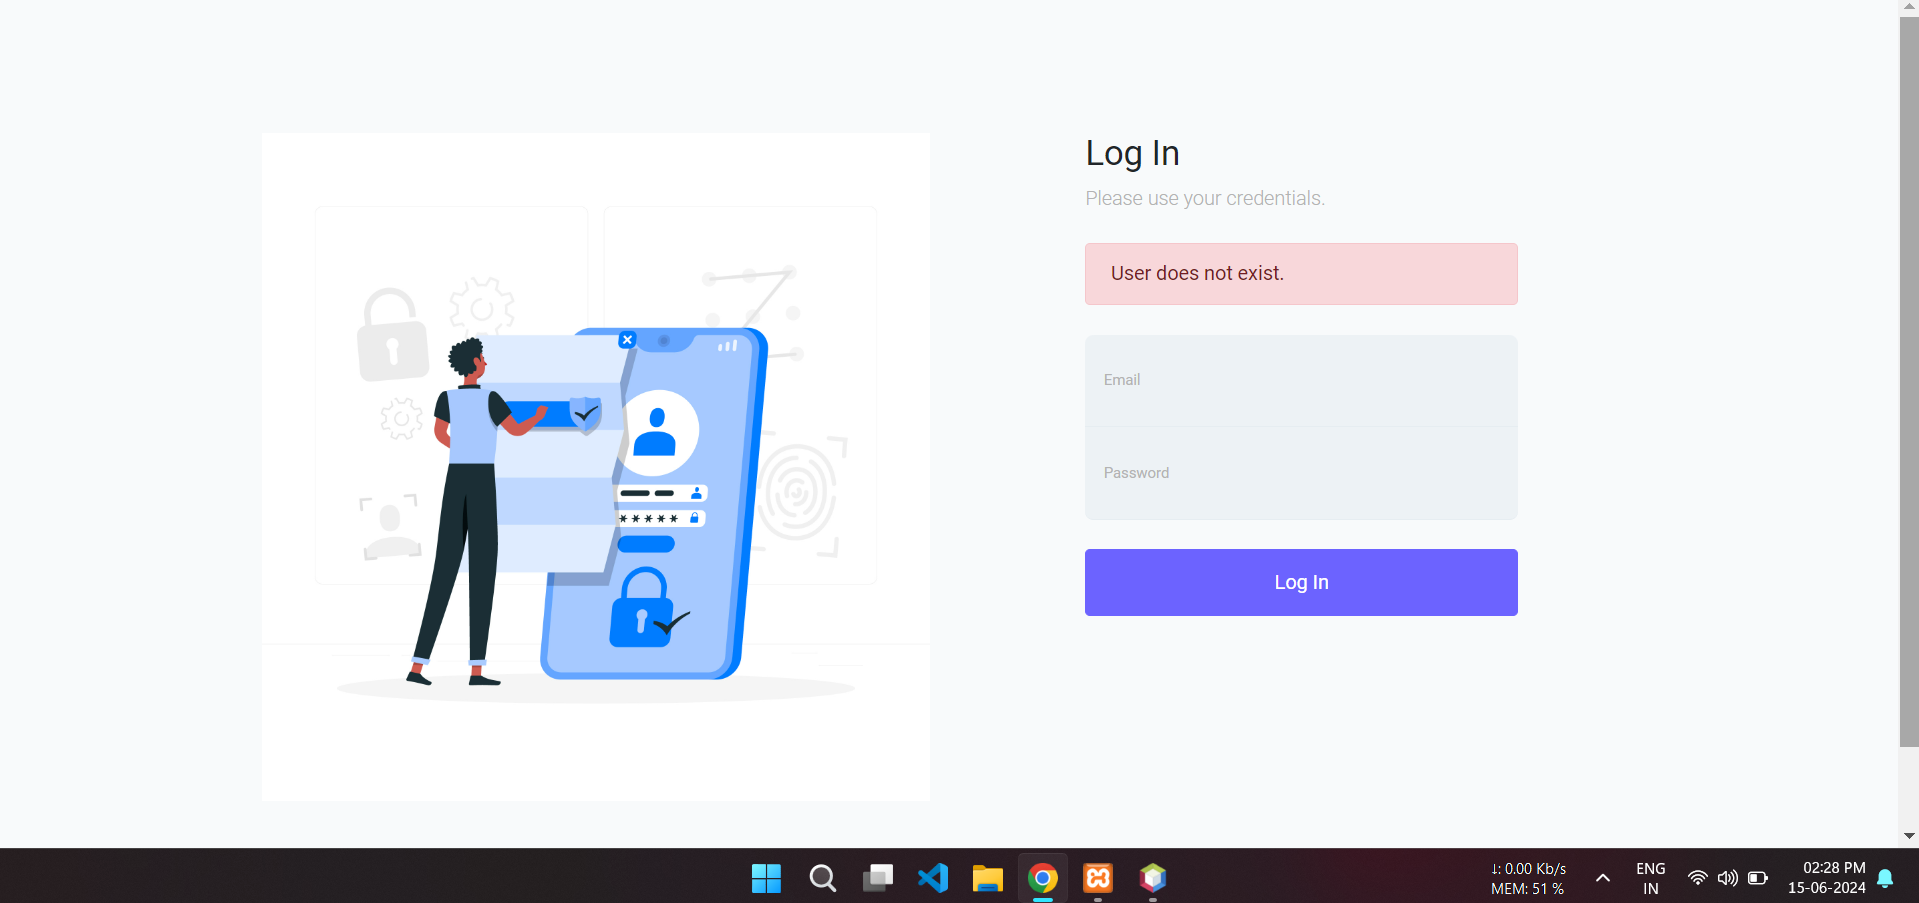 Log In
Please use your credentials.
User does not exist.
Email
Password
Log In
↓: 0.00 Kb/s
MEM: 51 %
ENG
IN
02:28 PM
15-06-2024